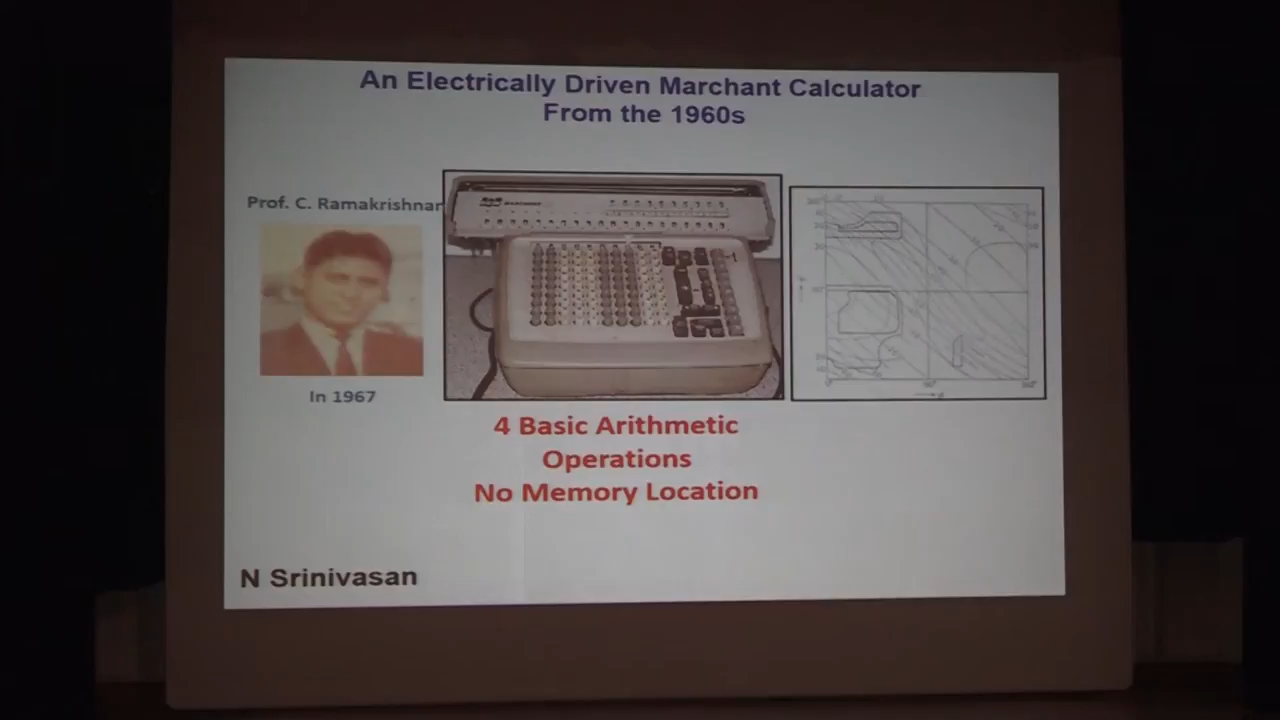 An Electrically Driven Marchant Calculator
From the 1960s
Prof. C. Ramakrishnan
In 1967
4 Basic Arithmetic
Operations
No Memory Location
N Srinivasan